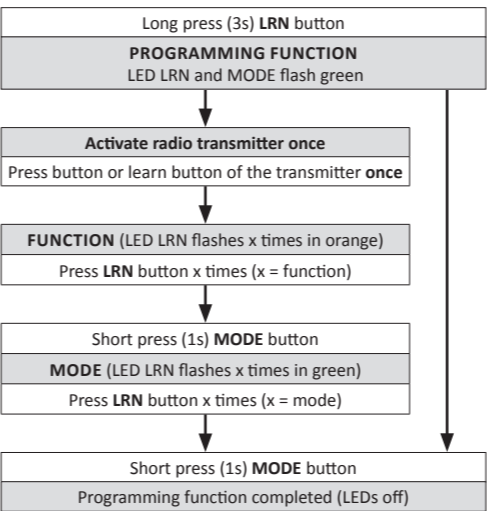 Long press (3s) LRN button
PROGRAMMING FUNCTION
LED LRN and MODE flash green
Activate radio transmitter once
Press button or learn button of the transmitter once
FUNCTION (LED LRN flashes x times in orange)
Press LRN button x times (x = function)
Short press (1s) MODE button
MODE (LED LRN flashes x times in green)
Press LRN button x times (x = mode)
Short press (1s) MODE button
Programming function completed (LEDs off)